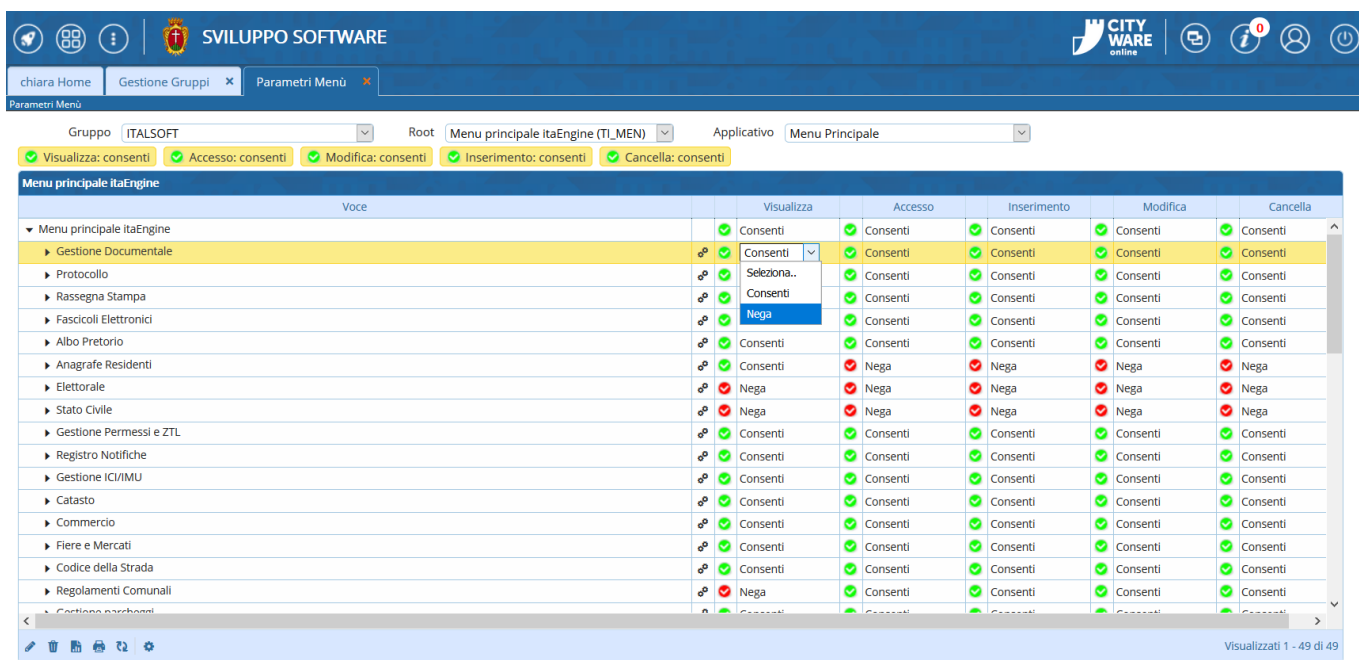 SVILUPPO SOFTWARE
CITY WARE online
0
chiara Home Gestione Gruppi × Parametri Menù ×
Parametri Menù
Gruppo ITALSOFT Root Menu principale itaEngine (TI_MEN) Applicativo Menu Principale
Visualizza: consenti Accesso: consenti Modifica: consenti Inserimento: consenti Cancella: consenti
Menu principale itaEngine
Voce Visualizza Accesso Inserimento Modifica Cancella
Menu principale itaEngine Consenti Consenti Consenti Consenti Consenti
Gestione Documentale Consenti Consenti Consenti Consenti Consenti
Seleziona..
Consenti
Nega
Protocollo Consenti Consenti Consenti Consenti
Rassegna Stampa Consenti Consenti Consenti Consenti
Fascicoli Elettronici Consenti Consenti Consenti Consenti
Albo Pretorio Consenti Consenti Consenti Consenti Consenti
Anagrafe Residenti Consenti Nega Nega Nega Nega
Elettorale Nega Nega Nega Nega Nega
Stato Civile Nega Nega Nega Nega Nega
Gestione Permessi e ZTL Consenti Consenti Consenti Consenti Consenti
Registro Notifiche Consenti Consenti Consenti Consenti Consenti
Gestione ICI/IMU Consenti Consenti Consenti Consenti Consenti
Catasto Consenti Consenti Consenti Consenti Consenti
Commercio Consenti Consenti Consenti Consenti Consenti
Fiere e Mercati Consenti Consenti Consenti Consenti Consenti
Codice della Strada Consenti Consenti Consenti Consenti Consenti
Regolamenti Comunali Nega Consenti Consenti Consenti Consenti
Gestione parcheggi Consenti Consenti Consenti Consenti Consenti
Visualizzati 1 - 49 di 49